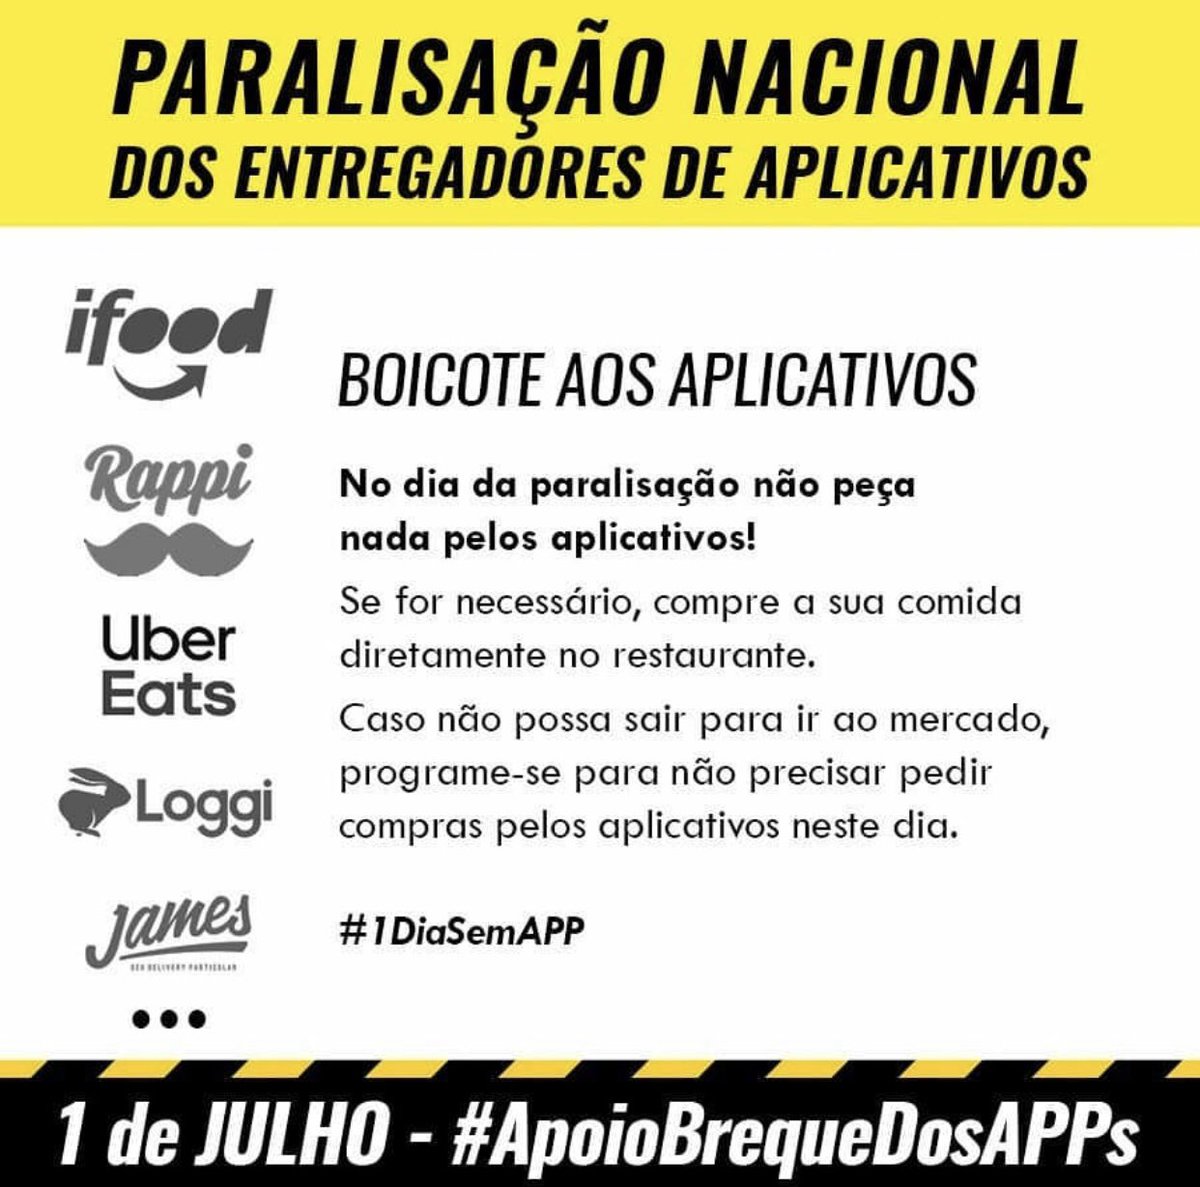 PARALISAÇÃO NACIONAL
DOS ENTREGADORES DE APLICATIVOS
ifood
Rappi
Uber
Eats
Loggi
James
SEU DELIVERY PARTICULAR
BOICOTE AOS APLICATIVOS
No dia da paralisação não peça
nada pelos aplicativos!
Se for necessário, compre a sua comida
diretamente no restaurante.
Caso não possa sair para ir ao mercado,
programe-se para não precisar pedir
compras pelos aplicativos neste dia.
#1DiaSemAPP
1 de JULHO - #ApoioBrequeDosAPPs